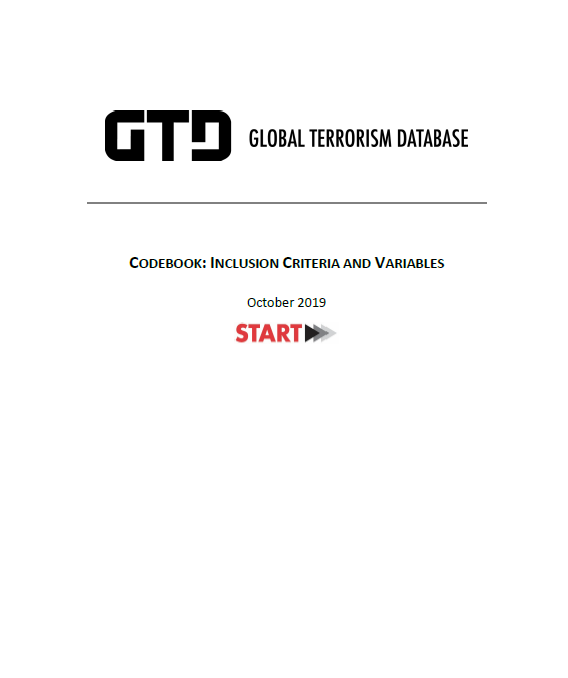 GTD GLOBAL TERRORISM DATABASE
CODEBOOK: INCLUSION CRITERIA AND VARIABLES
October 2019
START